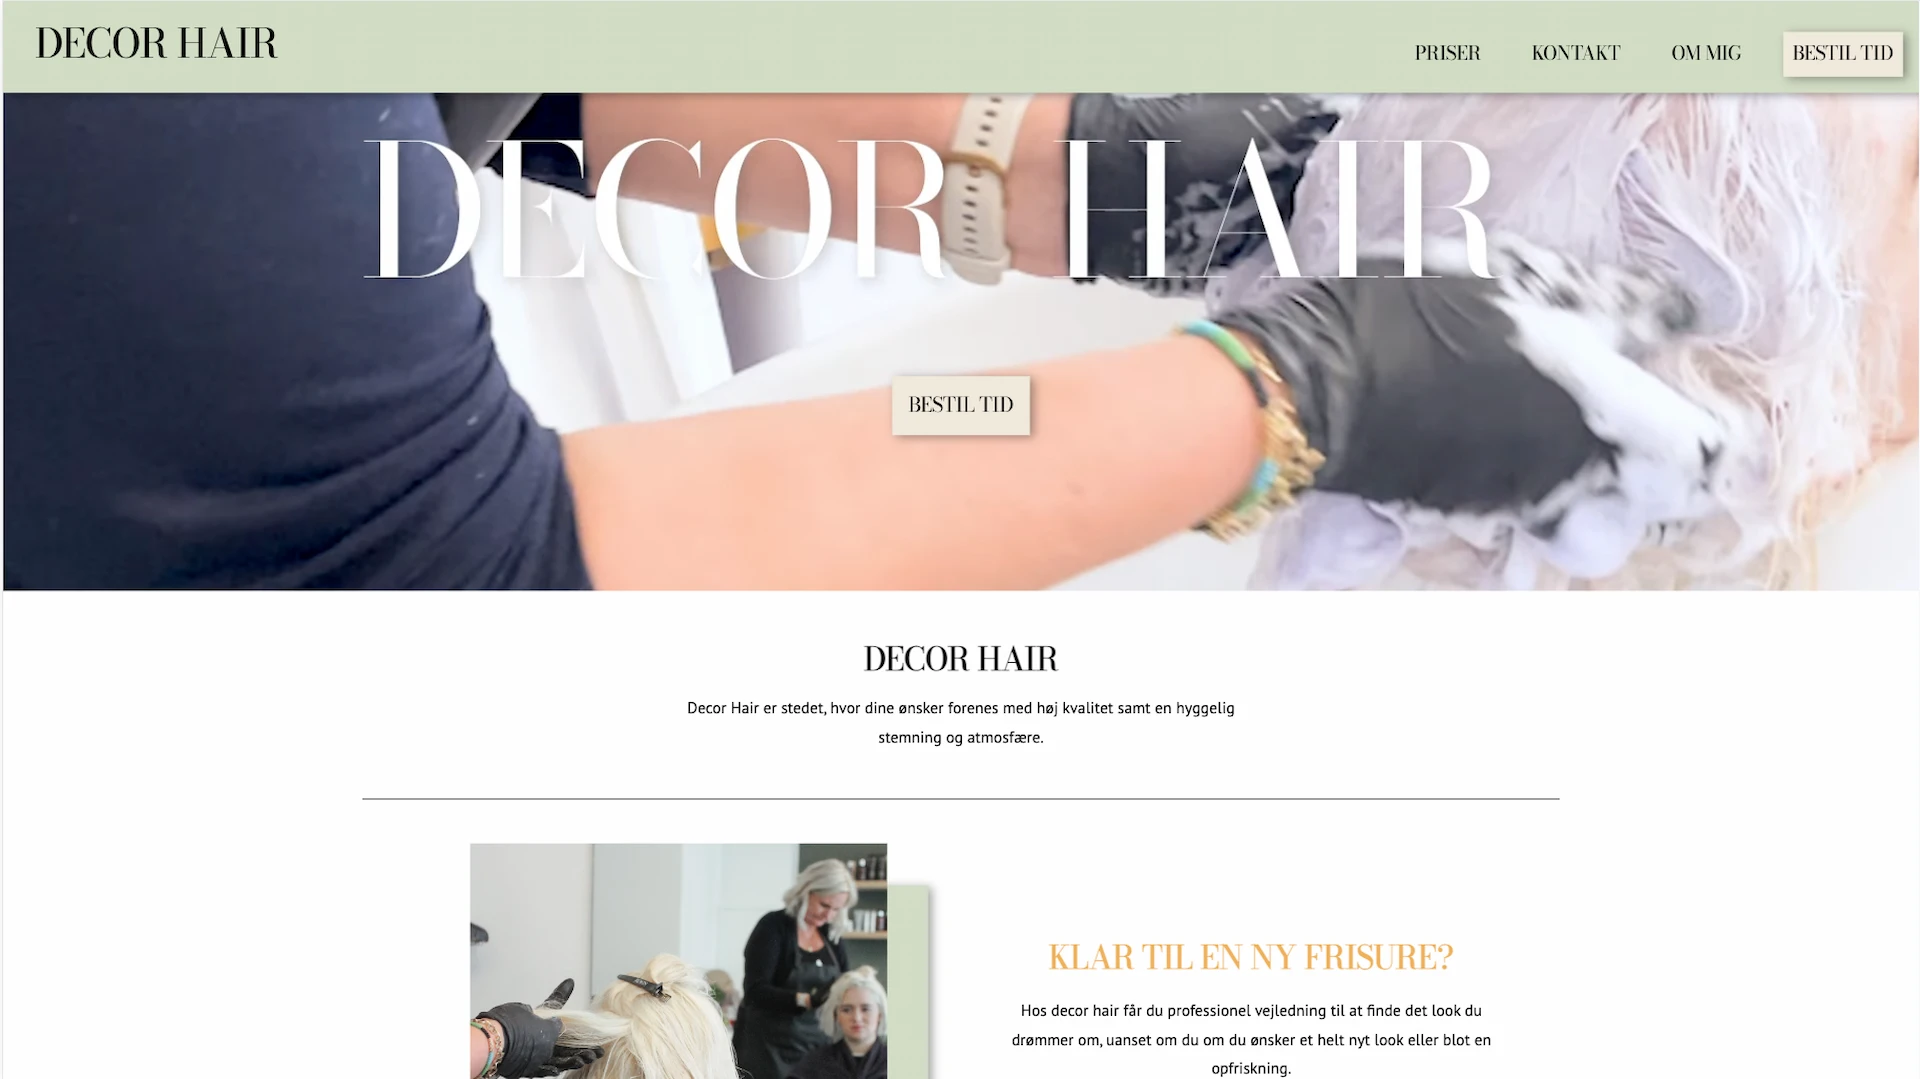 DECOR HAIR
PRISER
KONTAKT
OM MIG
BESTIL TID
DECOR HAIR
BESTIL TID
DECOR HAIR
Decor Hair er stedet, hvor dine ønsker forenes med høj kvalitet samt en hyggelig
stemning og atmosfære.
KLAR TIL EN NY FRISURE?
Hos decor hair får du professionel vejledning til at finde det look du
drømmer om, uanset om du om du ønsker et helt nyt look eller blot en
opfriskning.